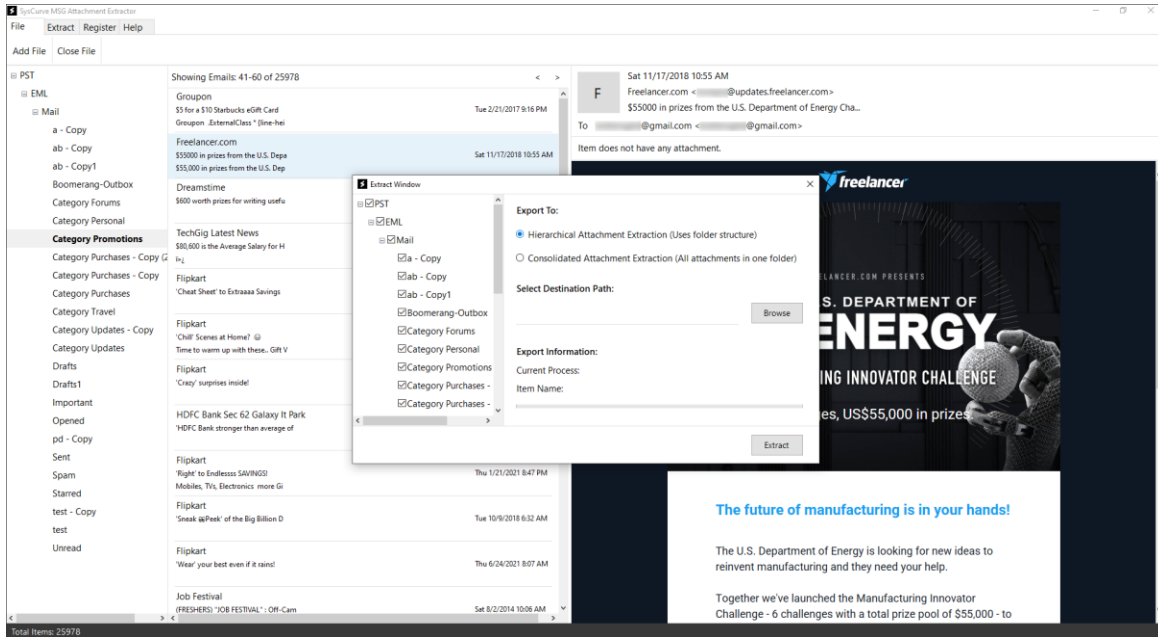 SysCurve MSG Attachment Extractor
File Extract Register Help
Add File Close File
PST
EML
Mail
a - Copy
ab - Copy
ab - Copy1
Boomerang-Outbox
Category Forums
Category Personal
Category Promotions
Category Purchases - Copy
Category Purchases - Copy
Category Purchases
Category Travel
Category Updates - Copy
Category Updates
Drafts
Drafts1
Important
Opened
pd - Copy
Sent
Spam
Starred
test - Copy
test
Unread
Showing Emails: 41-60 of 25978 < >
Groupon
$5 for a $10 Starbucks eGift Card Tue 2/21/2017 9:16 PM
Groupon .ExternalClass * {line-hei
Freelancer.com
$55000 in prizes from the U.S. Depa Sat 11/17/2018 10:55 AM
$55,000 in prizes from the U.S. Dep
Dreamstime
$600 worth prizes for writing usefu
TechGig Latest News
$80,600 is the Average Salary for H
Flipkart
'Cheat Sheet' to Extraaaa Savings
Flipkart
'Chill' Scenes at Home?
Time to warm up with these.. Gift V
Flipkart
'Crazy' surprises inside!
HDFC Bank Sec 62 Galaxy It Park
'HDFC Bank stronger than average of
Flipkart
'Right' to Endlessss SAVINGS! Thu 1/21/2021 8:47 PM
Mobiles, TVs, Electronics more Gi
Flipkart
'Sneak Peek' of the Big Billion D Tue 10/9/2018 6:32 AM
Flipkart
'Wear' your best even if it rains! Thu 6/24/2021 8:07 AM
Job Festival
(FRESHERS) "JOB FESTIVAL" : Off-Cam Sat 8/2/2014 10:06 AM
F
Sat 11/17/2018 10:55 AM
Freelancer.com < @updates.freelancer.com>
$55000 in prizes from the U.S. Department of Energy Cha...
To @gmail.com < @gmail.com>
Item does not have any attachment.
freelancer
LANCER.COM PRESENTS
S. DEPARTMENT OF
ENERGY
ING INNOVATOR CHALLENGE
es, US$55,000 in prizes
The future of manufacturing is in your hands!
The U.S. Department of Energy is looking for new ideas to
reinvent manufacturing and they need your help.
Together we've launched the Manufacturing Innovator
Challenge - 6 challenges with a total prize pool of $55,000 - to
Extract Window
PST
EML
Mail
a - Copy
ab - Copy
ab - Copy1
Boomerang-Outbox
Category Forums
Category Personal
Category Promotions
Category Purchases -
Category Purchases -
Export To:
Hierarchical Attachment Extraction (Uses folder structure)
Consolidated Attachment Extraction (All attachments in one folder)
Select Destination Path:
Browse
Export Information:
Current Process:
Item Name:
Extract
Total Items: 25978